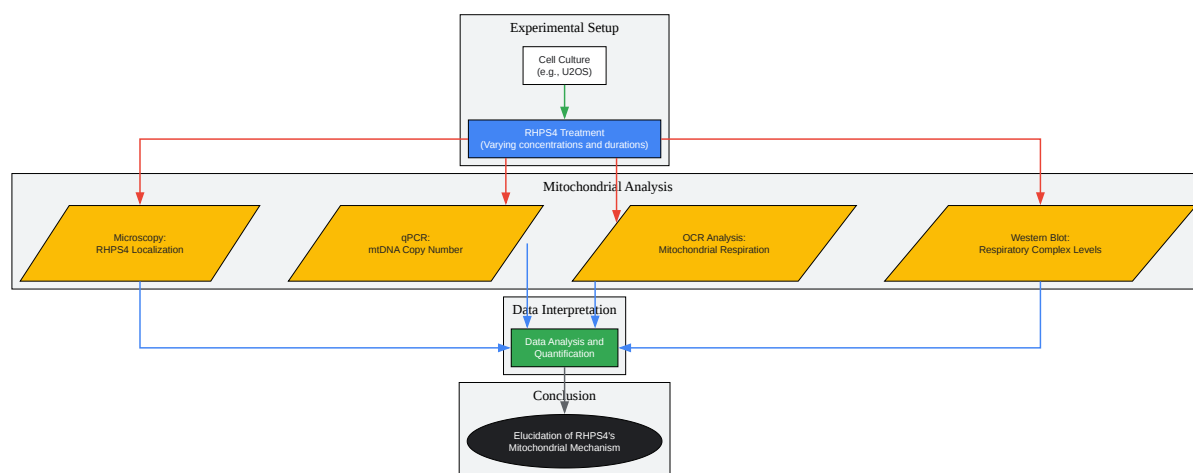 Experimental Setup
Cell Culture
(e.g., U2OS)
RHPS4 Treatment
(Varying concentrations and durations)
Mitochondrial Analysis
Microscopy:
RHPS4 Localization
qPCR:
mtDNA Copy Number
OCR Analysis:
Mitochondrial Respiration
Western Blot:
Respiratory Complex Levels
Data Interpretation
Data Analysis and
Quantification
Conclusion
Elucidation of RHPS4's
Mitochondrial Mechanism